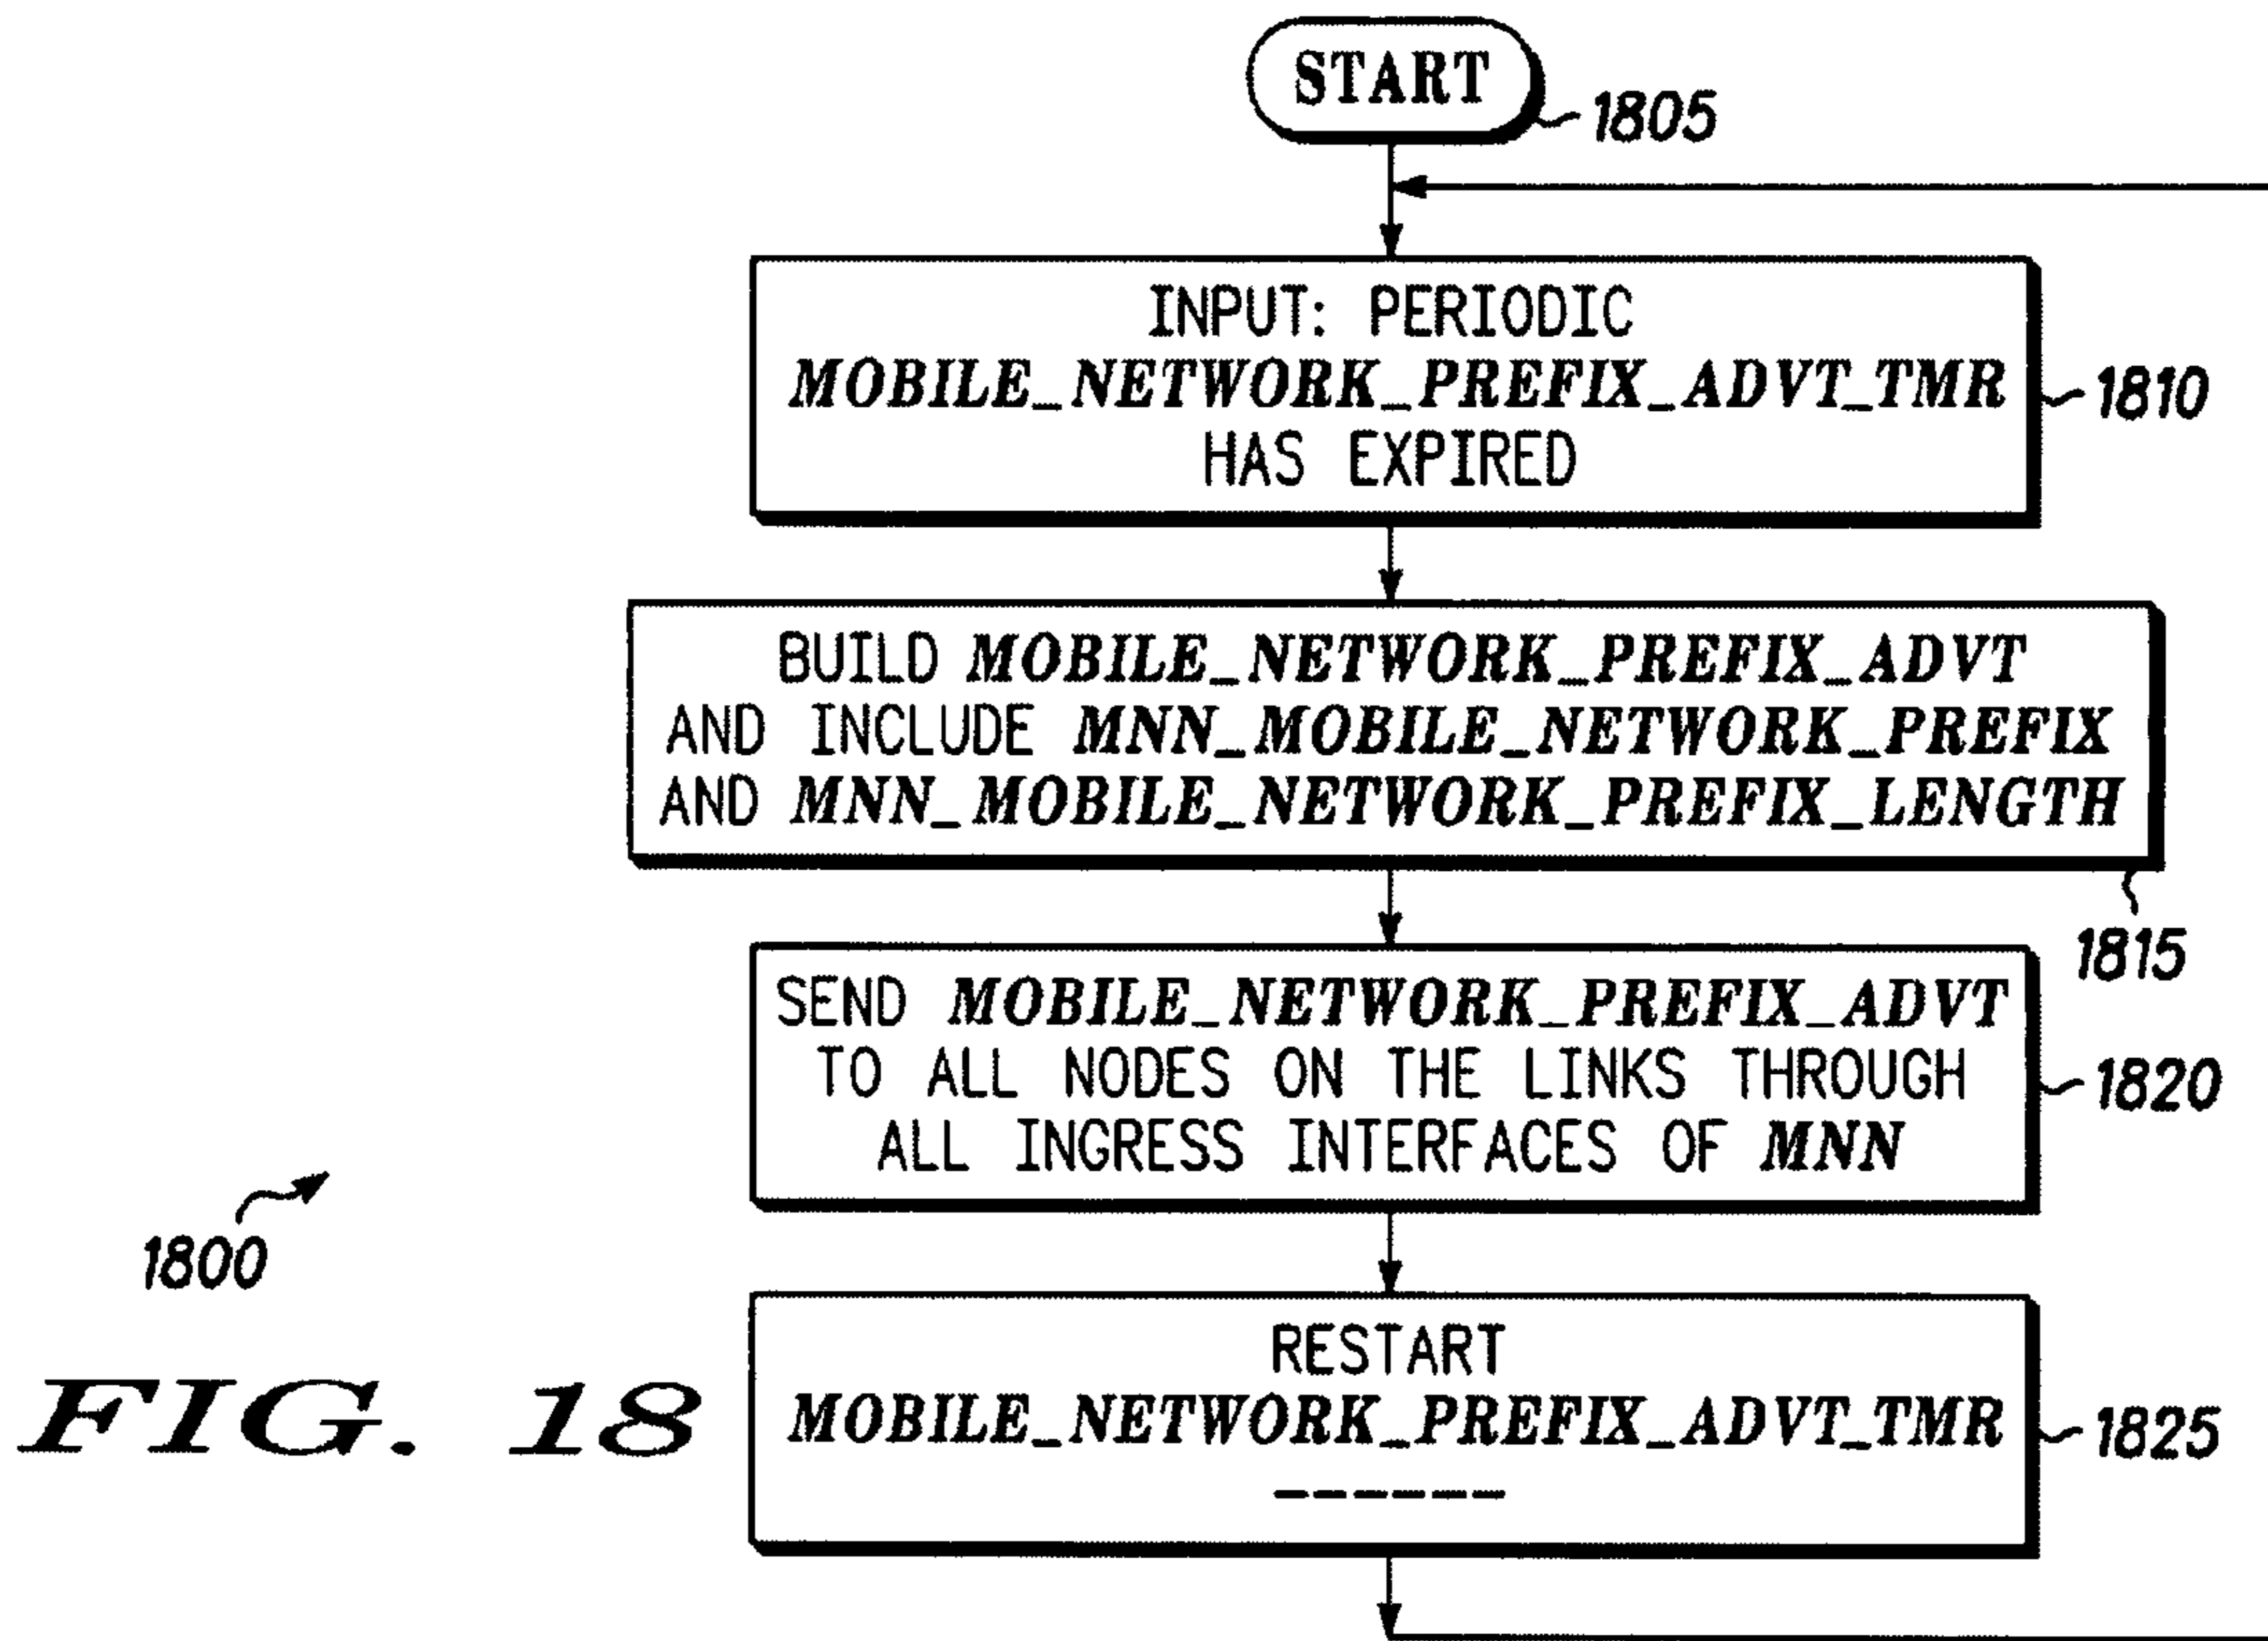 START
1805
INPUT: PERIODIC
MOBILE_NETWORK_PREFIX_ADVT_TMR
HAS EXPIRED
1810
BUILD MOBILE_NETWORK_PREFIX_ADVT
AND INCLUDE MNN_MOBILE_NETWORK_PREFIX
AND MNN_MOBILE_NETWORK_PREFIX_LENGTH
1815
SEND MOBILE_NETWORK_PREFIX_ADVT
TO ALL NODES ON THE LINKS THROUGH
ALL INGRESS INTERFACES OF MNN
1820
1800
RESTART
MOBILE_NETWORK_PREFIX_ADVT_TMR
------
1825
FIG. 18